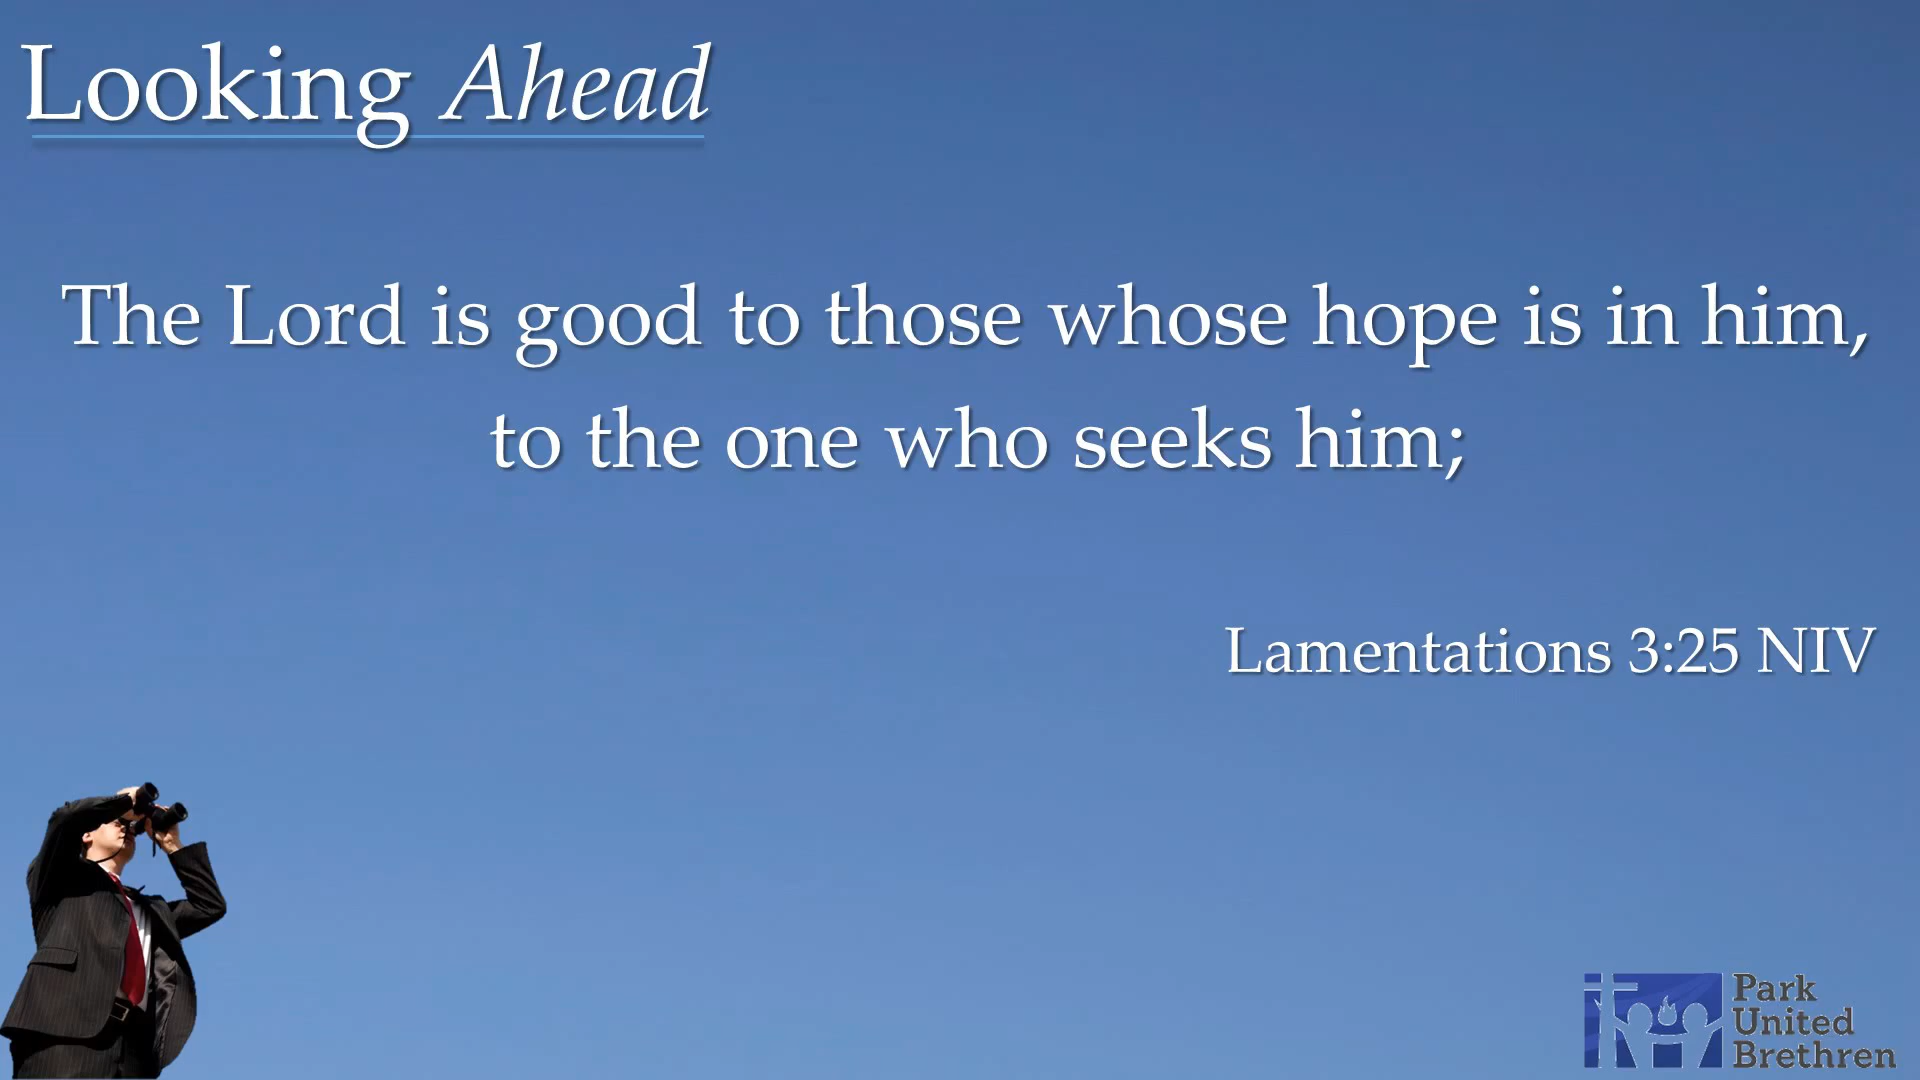 Looking Ahead
The Lord is good to those whose hope is in him,
to the one who seeks him;
Lamentations 3:25 NIV
Park
United
Brethren